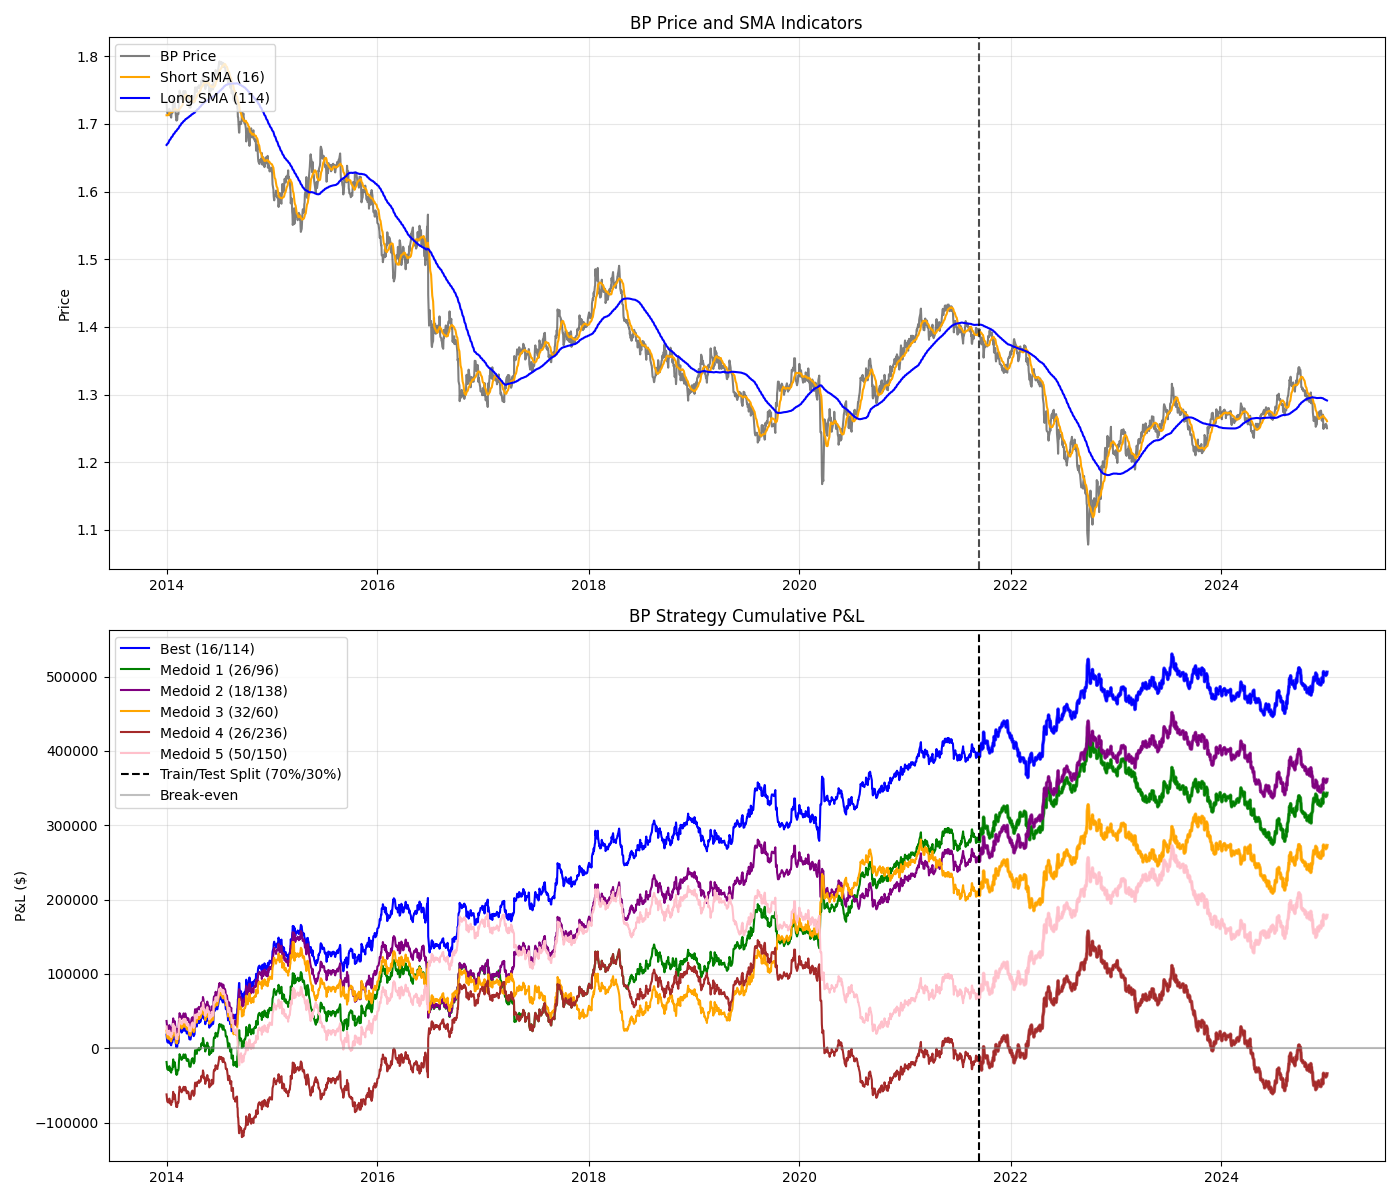 BP Price and SMA Indicators
BP Price
Short SMA (16)
Long SMA (114)
Price
1.8
1.7
1.6
1.5
1.4
1.3
1.2
1.1
2014 2016 2018 2020 2022 2024
BP Strategy Cumulative P&L
Best (16/114)
Medoid 1 (26/96)
Medoid 2 (18/138)
Medoid 3 (32/60)
Medoid 4 (26/236)
Medoid 5 (50/150)
Train/Test Split (70%/30%)
Break-even
P&L ($)
500000
400000
300000
200000
100000
0
−100000
2014 2016 2018 2020 2022 2024